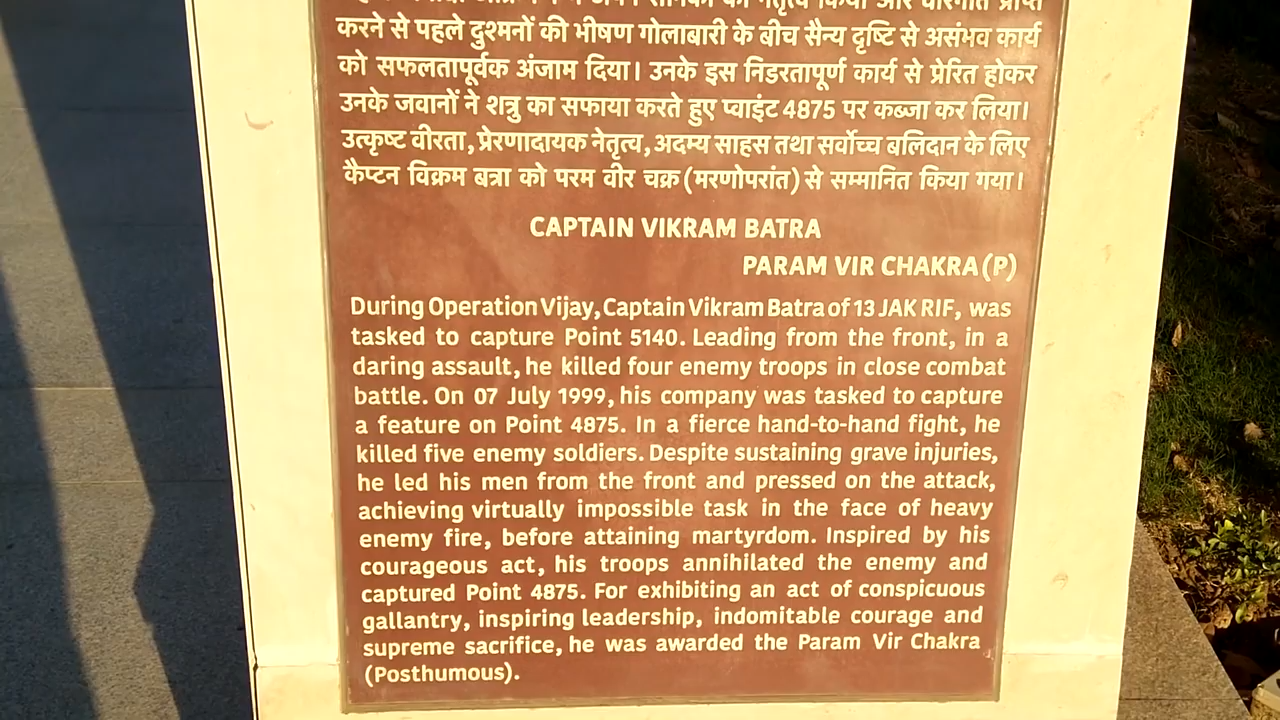 नेतृत्व किया और वीरगति प्राप्त
करने से पहले दुश्मनों की भीषण गोलाबारी के बीच सैन्य दृष्टि से असंभव कार्य
को सफलतापूर्वक अंजाम दिया। उनके इस निडरतापूर्ण कार्य से प्रेरित होकर
उनके जवानों ने शत्रु का सफाया करते हुए प्वाइंट 4875 पर कब्जा कर लिया।
उत्कृष्ट वीरता, प्रेरणादायक नेतृत्व, अदम्य साहस तथा सर्वोच्च बलिदान के लिए
कैप्टन विक्रम बत्रा को परम वीर चक्र (मरणोपरांत) से सम्मानित किया गया।
CAPTAIN VIKRAM BATRA
PARAM VIR CHAKRA (P)
During Operation Vijay, Captain Vikram Batra of 13 JAK RIF, was
tasked to capture Point 5140. Leading from the front, in a
daring assault, he killed four enemy troops in close combat
battle. On 07 July 1999, his company was tasked to capture
a feature on Point 4875. In a fierce hand-to-hand fight, he
killed five enemy soldiers. Despite sustaining grave injuries,
he led his men from the front and pressed on the attack,
achieving virtually impossible task in the face of heavy
enemy fire, before attaining martyrdom. Inspired by his
courageous act, his troops annihilated the enemy and
captured Point 4875. For exhibiting an act of conspicuous
gallantry, inspiring leadership, indomitable courage and
supreme sacrifice, he was awarded the Param Vir Chakra
(Posthumous).